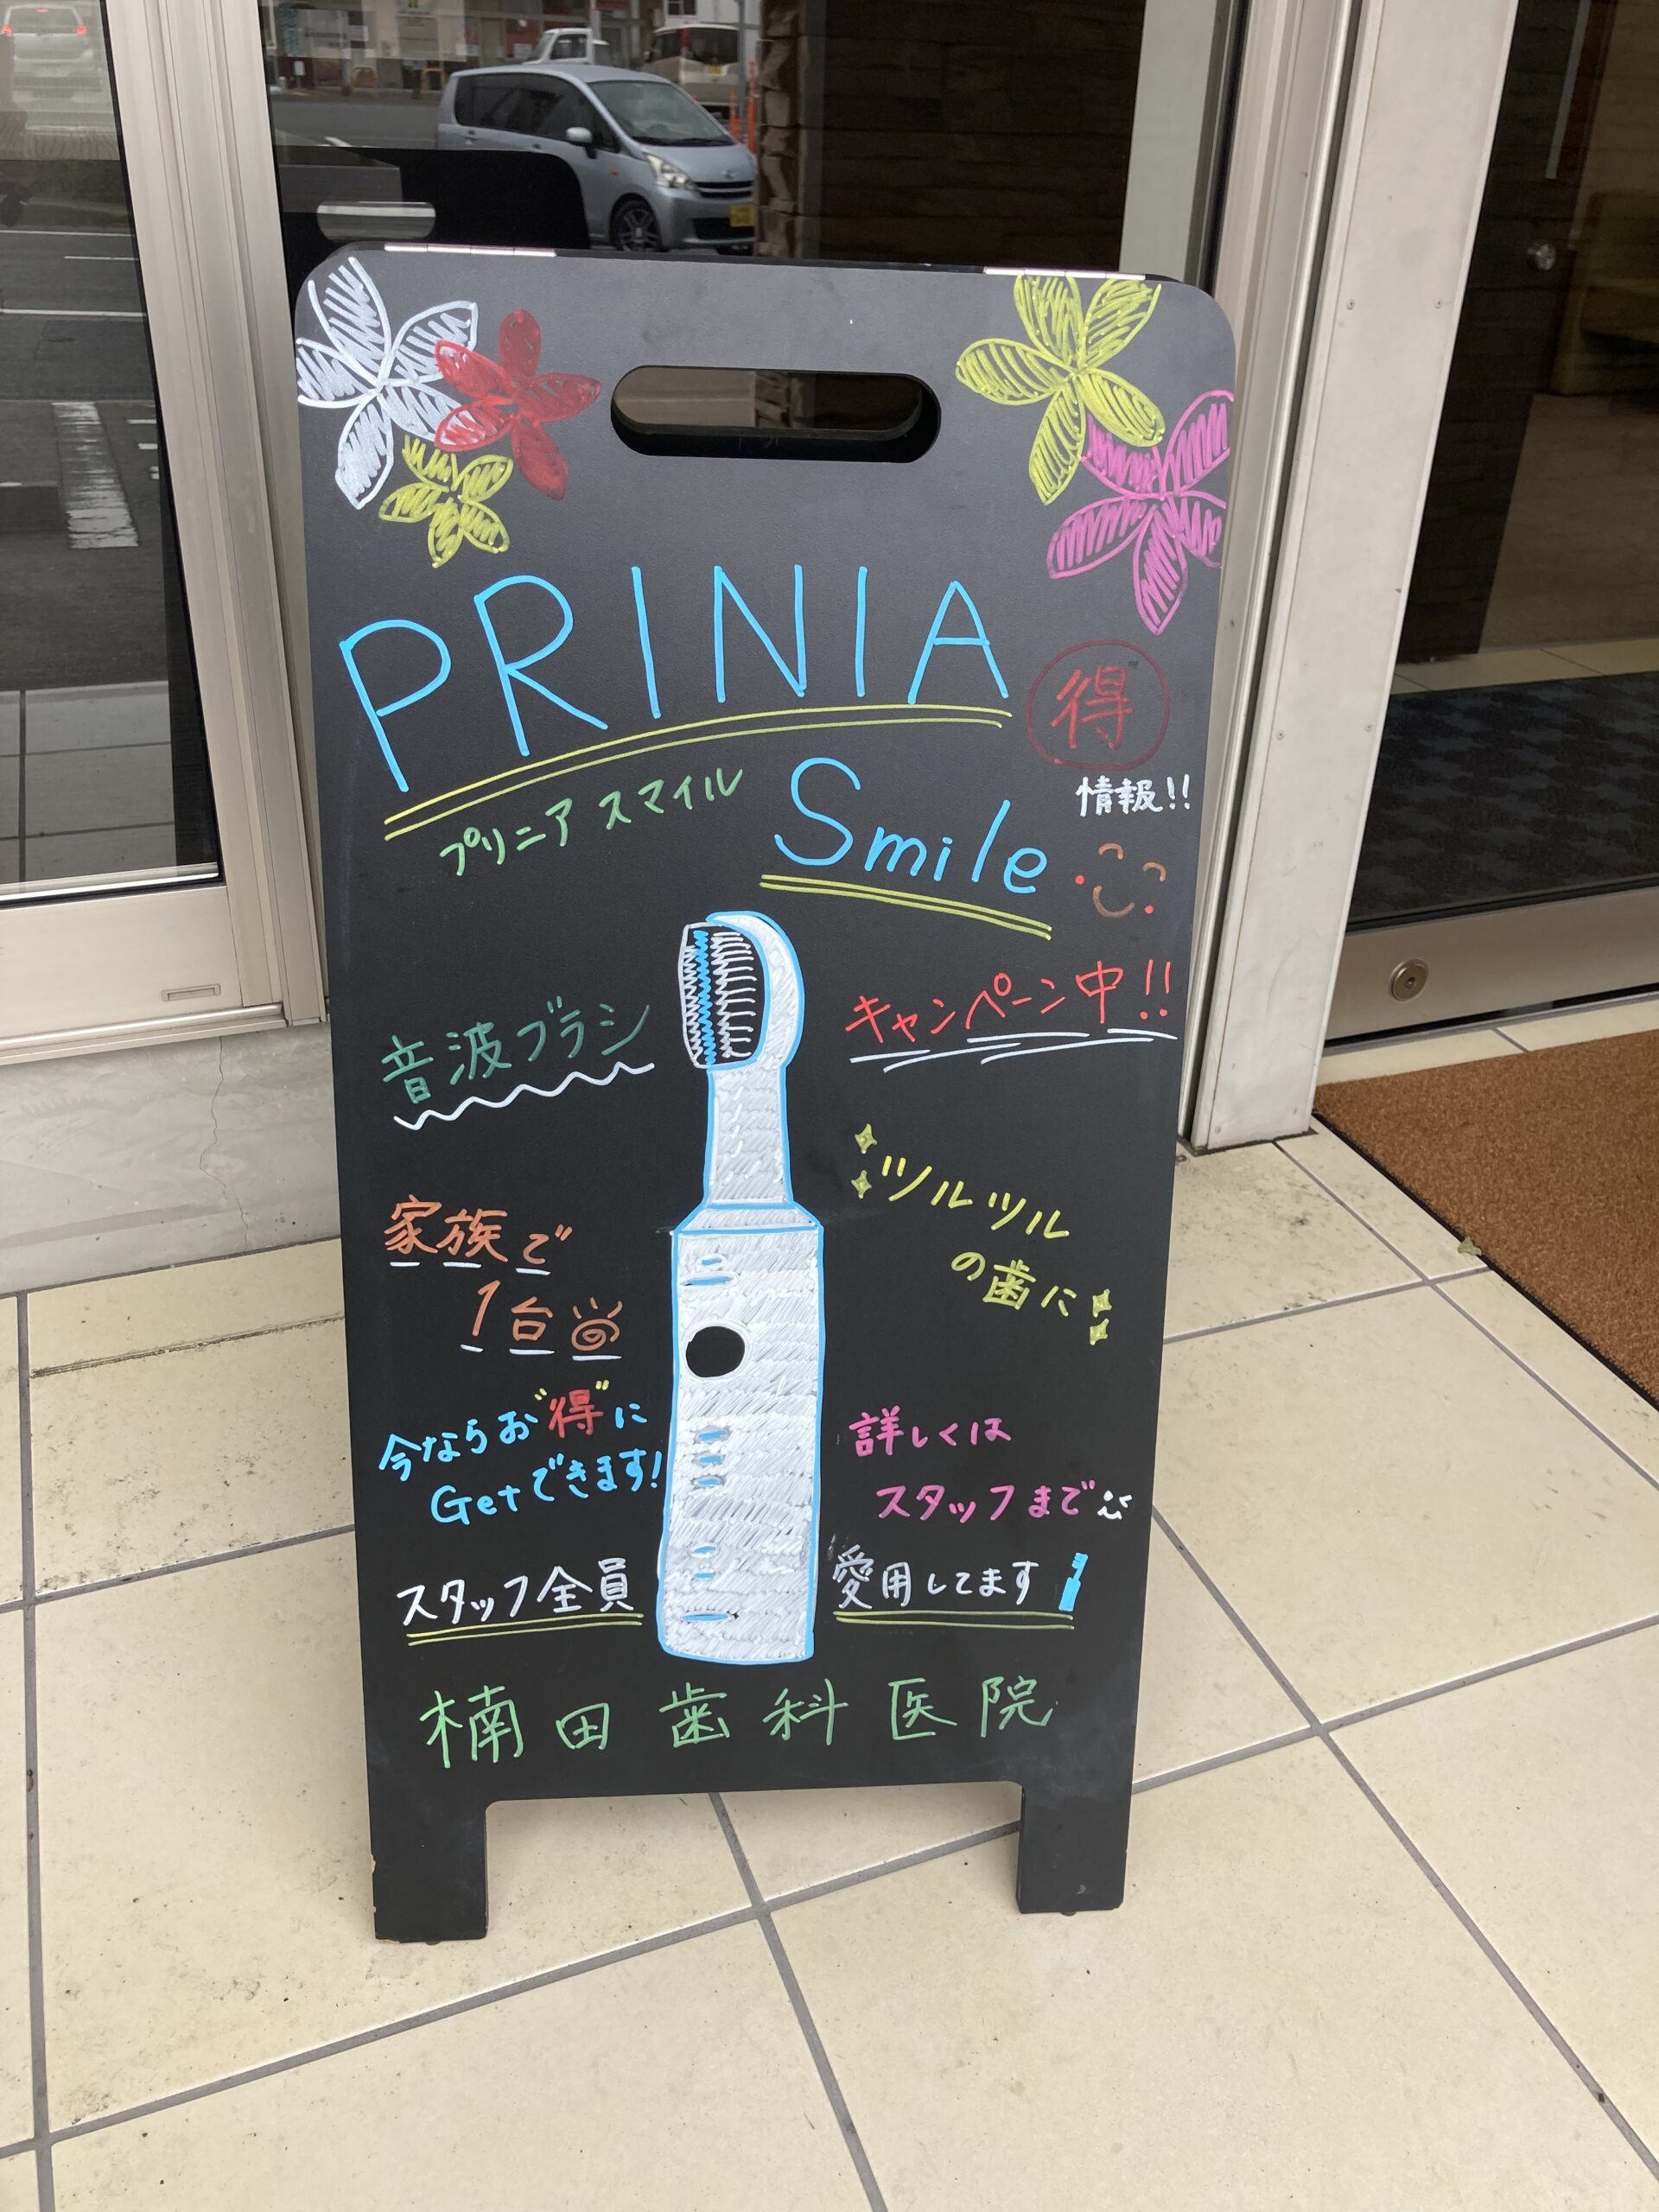 PRINIA
得
情報!!
プリニア スマイル
Smile
音波ブラシ
キャンペーン中!!
家族で
1台
ツルツル
の歯に
今ならお"得"に
Getできます!
詳しくは
スタッフまで
スタッフ全員
愛用してます
楠田歯科医院